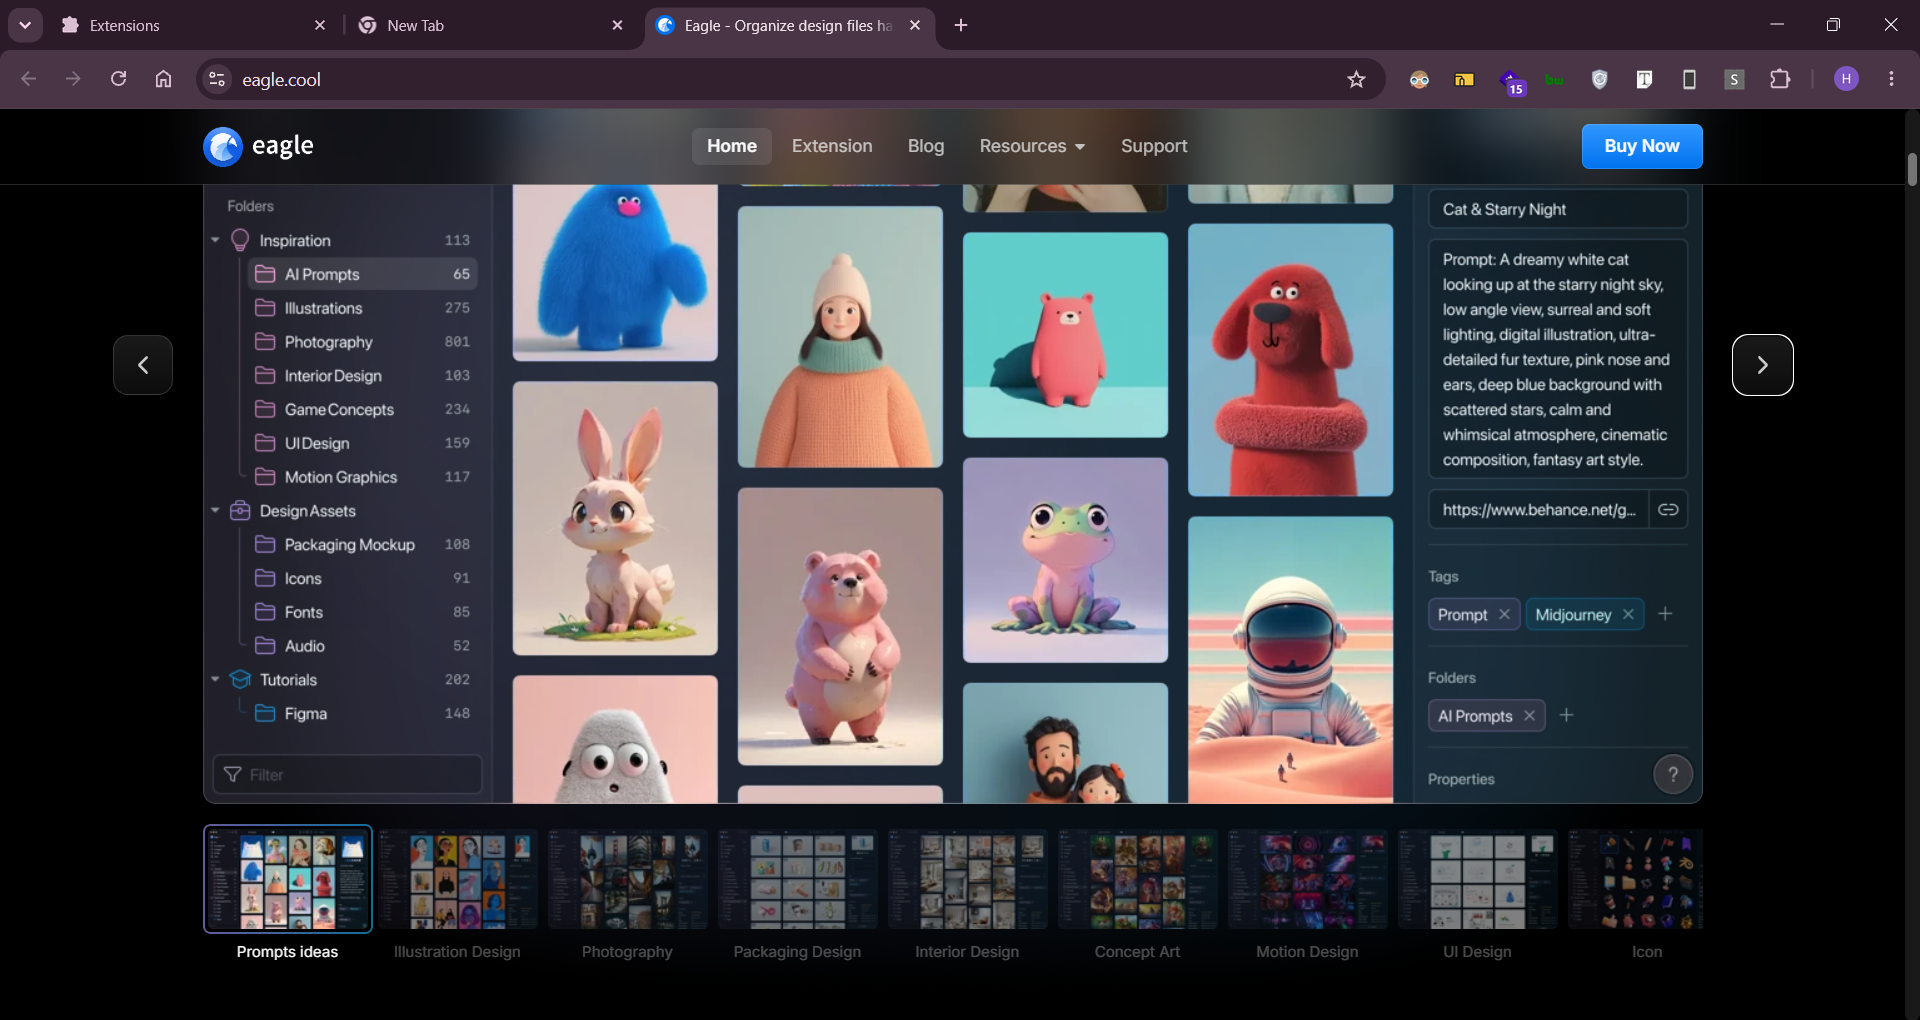 Extensions
New Tab
Eagle - Organize design files ha
eagle.cool
15
bw
T
S
H
eagle
Home
Extension
Blog
Resources
Support
Buy Now
Folders
Inspiration 113
AI Prompts 65
Illustrations 275
Photography 801
Interior Design 103
Game Concepts 234
UI Design 159
Motion Graphics 117
Design Assets
Packaging Mockup 108
Icons 91
Fonts 85
Audio 52
Tutorials 202
Figma 148
Filter
Cat & Starry Night
Prompt: A dreamy white cat
looking up at the starry night sky,
low angle view, surreal and soft
lighting, digital illustration, ultra-
detailed fur texture, pink nose and
ears, deep blue background with
scattered stars, calm and
whimsical atmosphere, cinematic
composition, fantasy art style.
https://www.behance.net/g...
Tags
Prompt
Midjourney
Folders
AI Prompts
Properties
?
Prompts ideas
Illustration Design
Photography
Packaging Design
Interior Design
Concept Art
Motion Design
UI Design
Icon